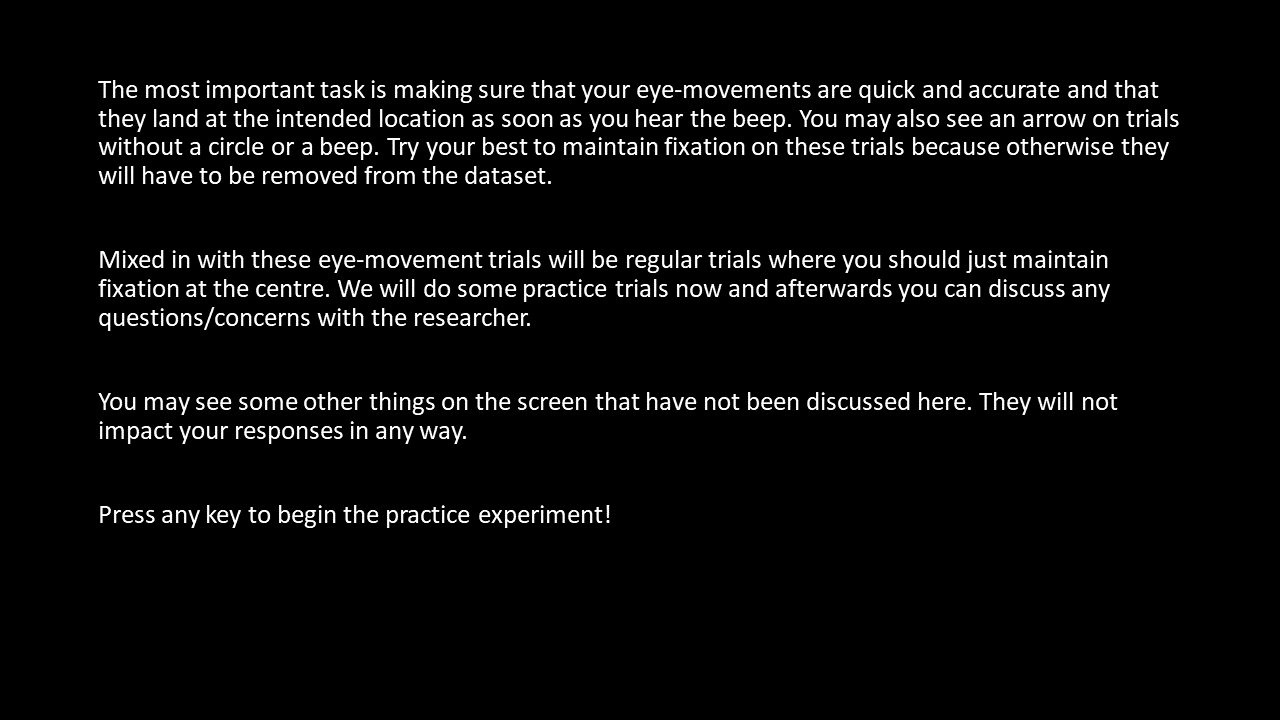 The most important task is making sure that your eye-movements are quick and accurate and that
they land at the intended location as soon as you hear the beep. You may also see an arrow on trials
without a circle or a beep. Try your best to maintain fixation on these trials because otherwise they
will have to be removed from the dataset.
Mixed in with these eye-movement trials will be regular trials where you should just maintain
fixation at the centre. We will do some practice trials now and afterwards you can discuss any
questions/concerns with the researcher.
You may see some other things on the screen that have not been discussed here. They will not
impact your responses in any way.
Press any key to begin the practice experiment!